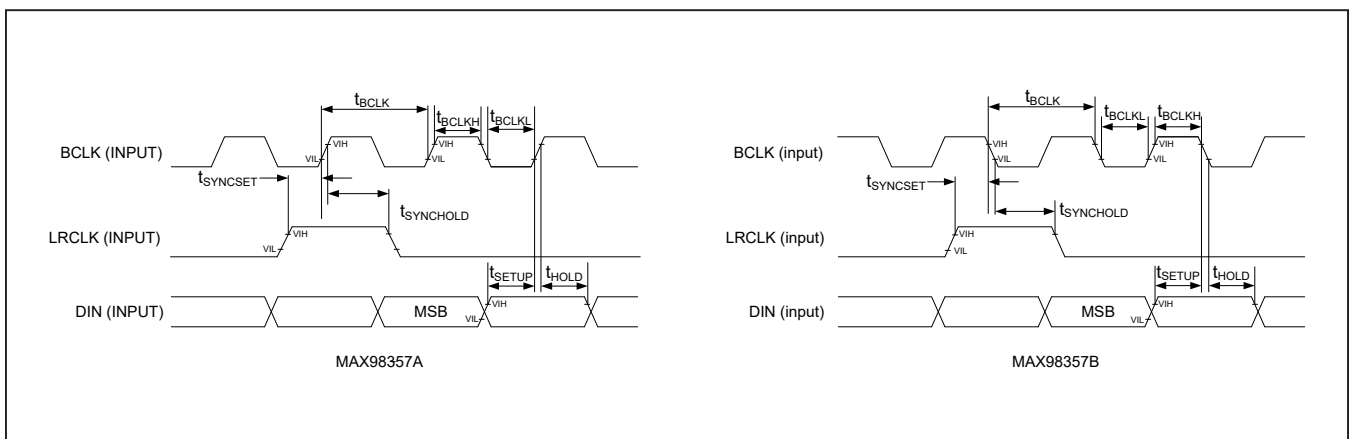 tBCLK
tBCLKH
tBCLKL
BCLK (INPUT)
VIH
VIL
VIH
VIL
tSYNCSET
tSYNCHOLD
LRCLK (INPUT)
VIH
VIL
tSETUP
tHOLD
DIN (INPUT)
MSB
VIH
VIL
MAX98357A
tBCLK
tBCLKL
tBCLKH
BCLK (input)
VIH
VIL
VIH
VIL
tSYNCSET
tSYNCHOLD
LRCLK (input)
VIH
VIL
tSETUP
tHOLD
DIN (input)
MSB
VIH
VIL
MAX98357B